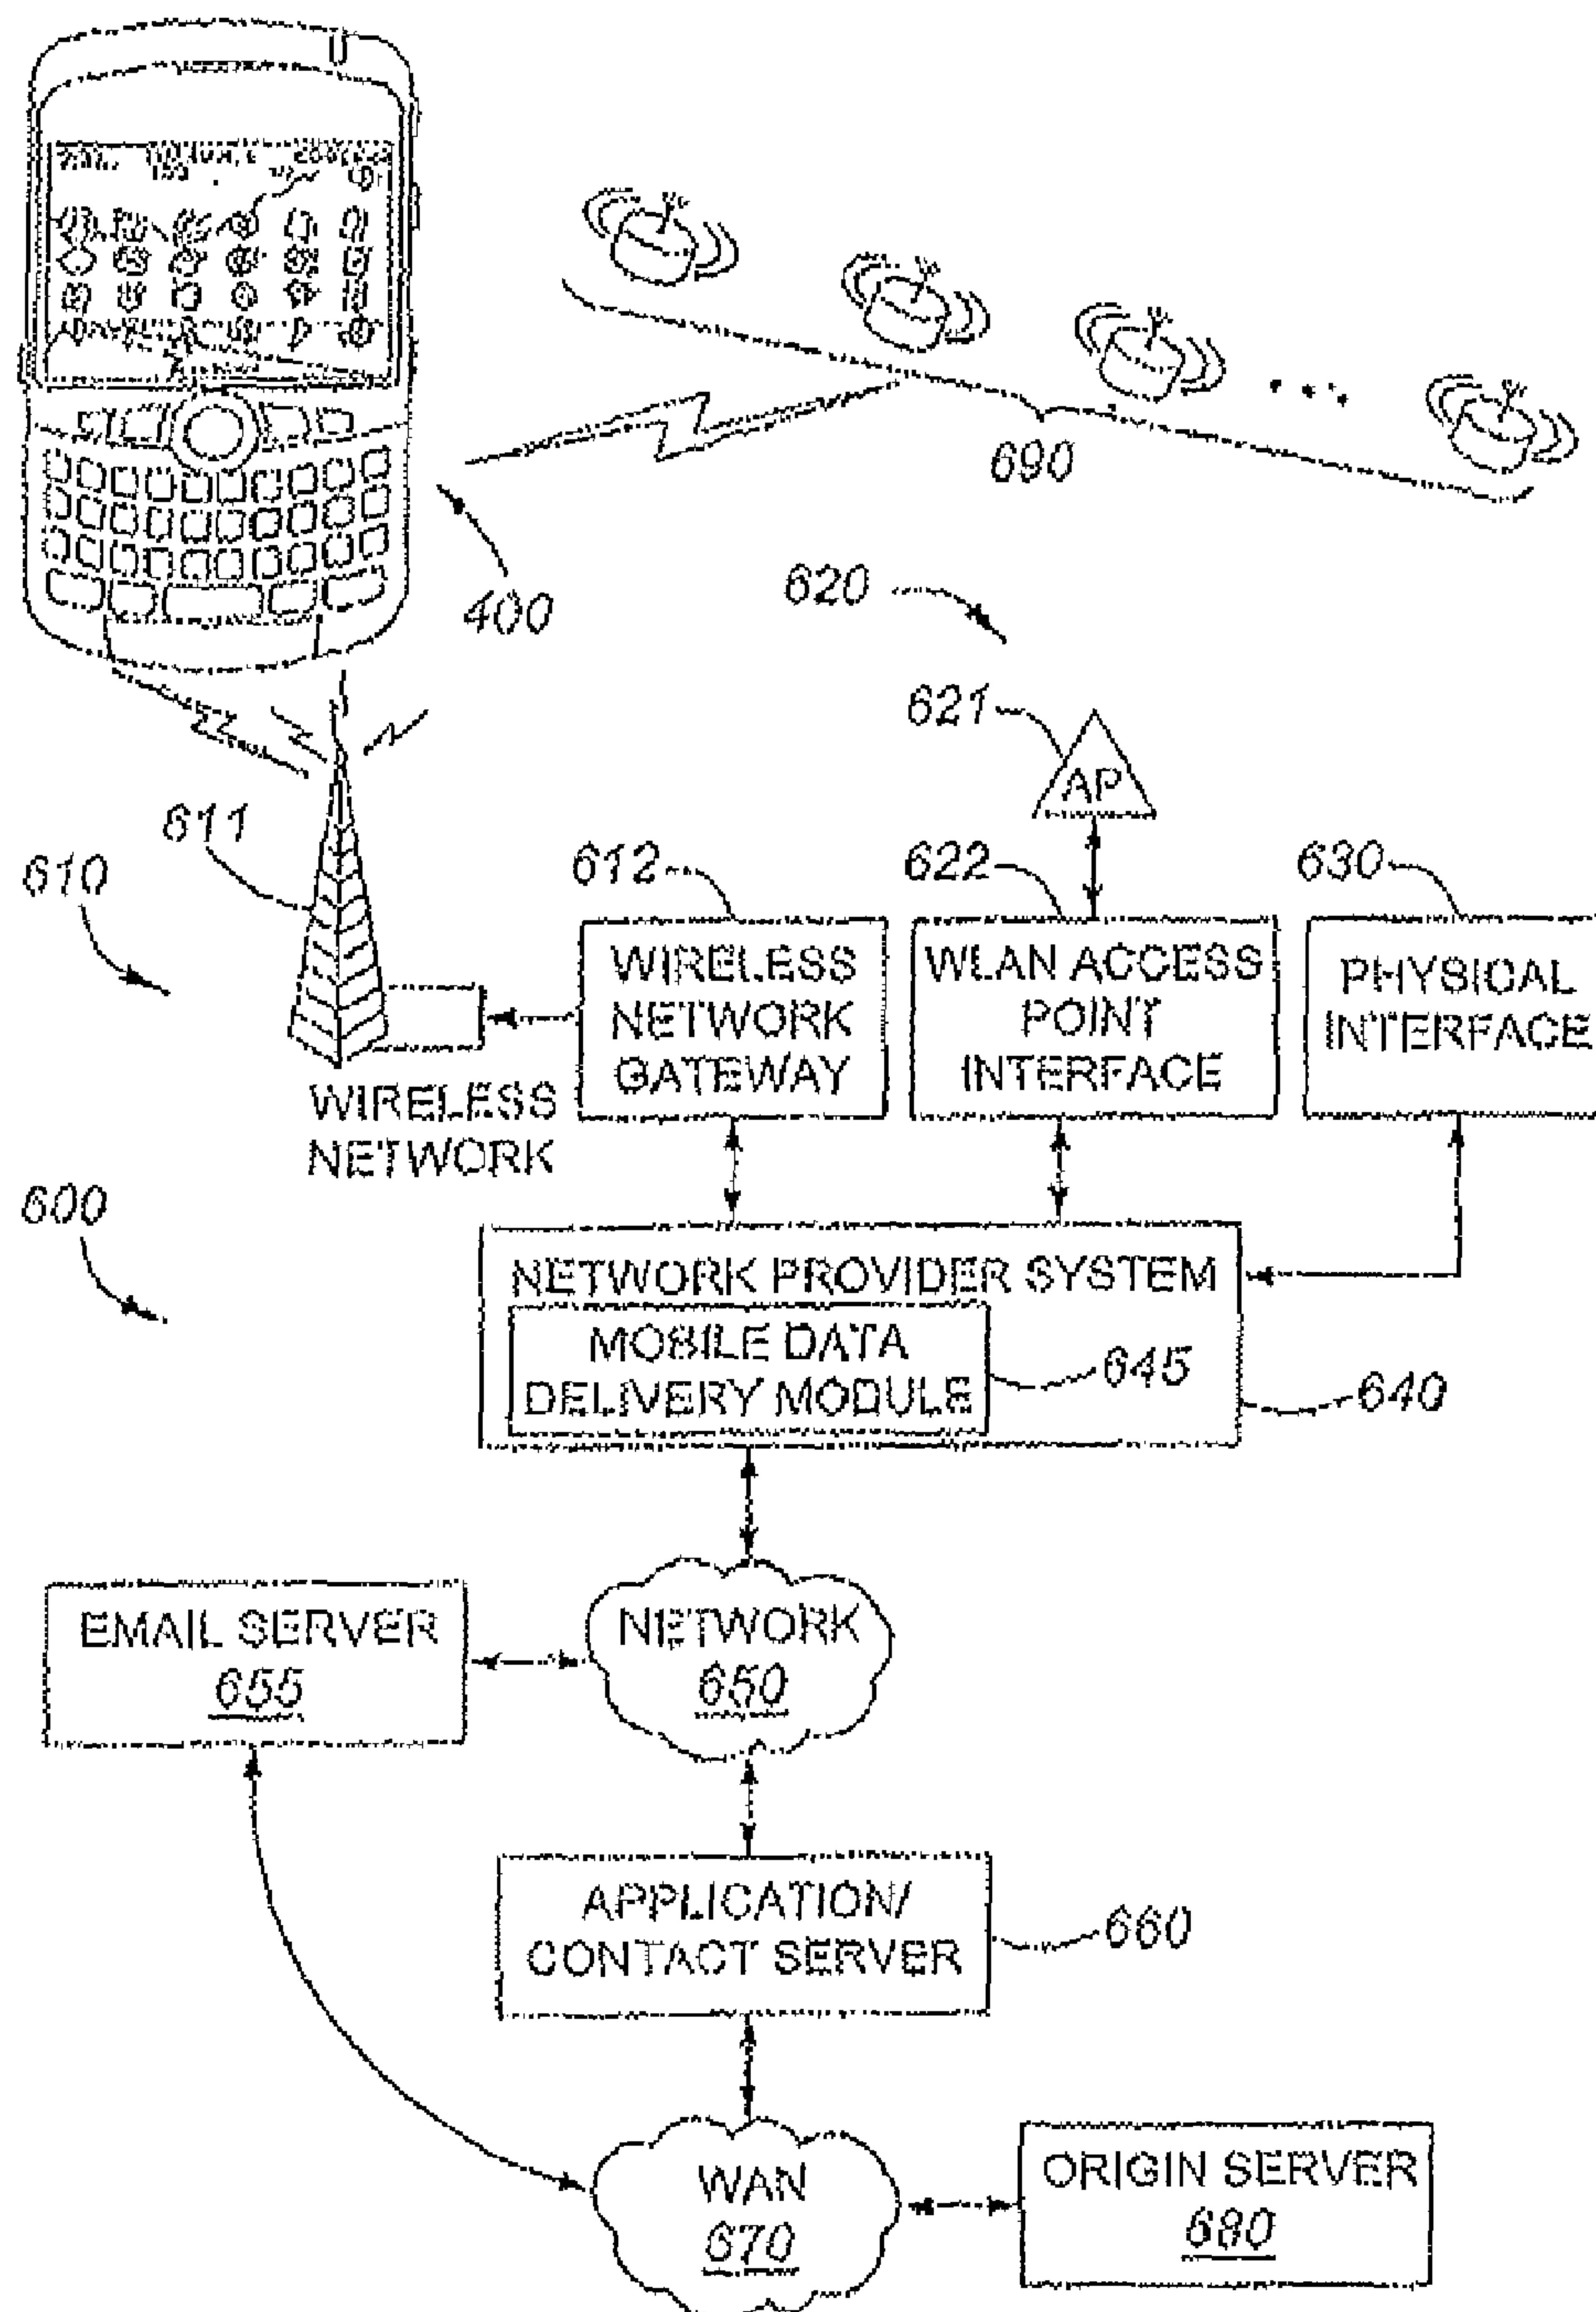 690
400
620
621
AP
611
610
612
622
630
WIRELESS
NETWORK
GATEWAY
WLAN ACCESS
POINT
INTERFACE
PHYSICAL
INTERFACE
WIRELESS
NETWORK
600
NETWORK PROVIDER SYSTEM
MOBILE DATA
DELIVERY MODULE
645
640
EMAIL SERVER
655
NETWORK
650
APPLICATION/
CONTACT SERVER
660
WAN
670
ORIGIN SERVER
680